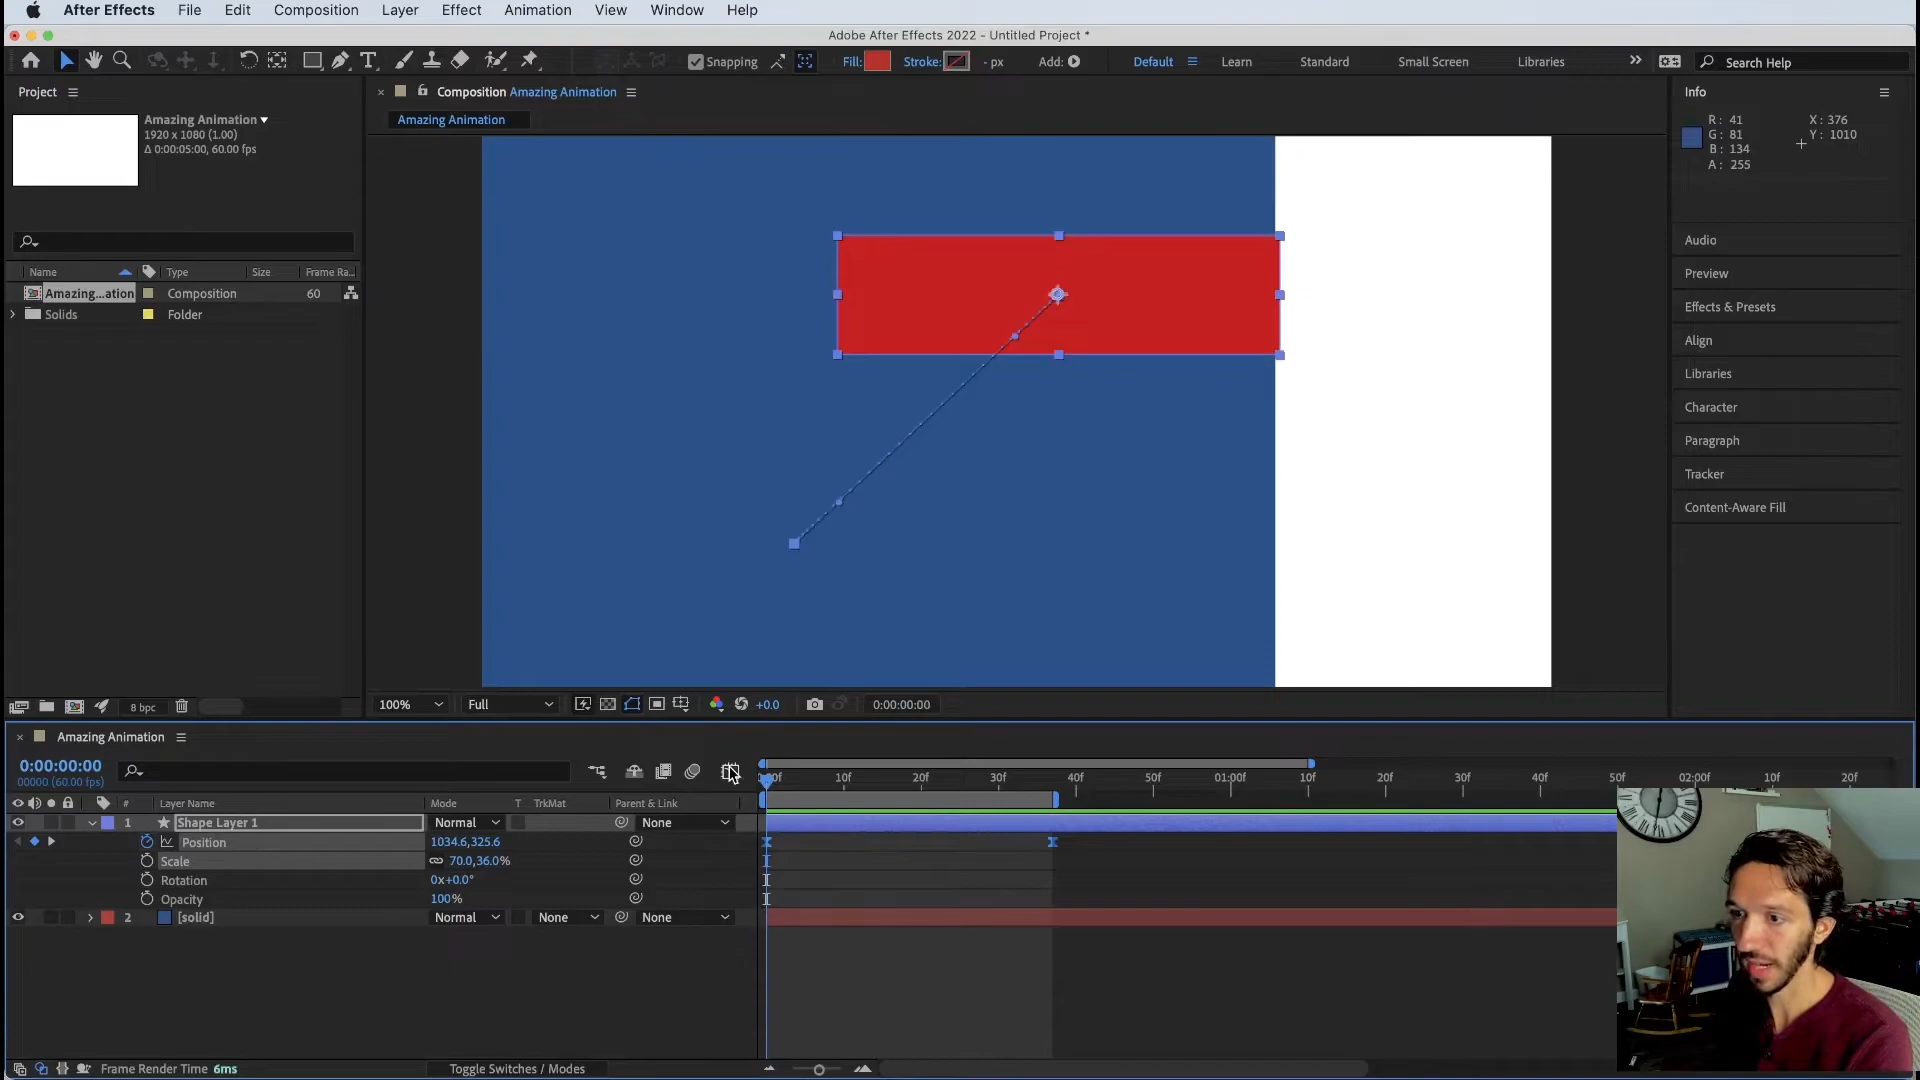 After Effects File Edit Composition Layer Effect Animation View Window Help
Adobe After Effects 2022 - Untitled Project *
Snapping Fill: Stroke: - px Add: Default Learn Standard Small Screen Libraries Search Help
Project
Composition Amazing Animation
Info
Amazing Animation
1920 x 1080 (1.00)
Δ 0:00:05:00, 60.00 fps
Amazing Animation
R: 41
G: 81
B: 134
A: 255
X: 376
Y: 1010
Name Type Size Frame Ra...
Amazing...ation Composition 60
Solids Folder
Audio
Preview
Effects & Presets
Align
Libraries
Character
Paragraph
Tracker
Content-Aware Fill
8 bpc
100% Full +0.0 0:00:00:00
Amazing Animation
0:00:00:00
00000 (60.00 fps)
:00f 10f 20f 30f 40f 50f 01:00f 10f 20f 30f 40f 50f 02:00f 10f 20f
# Layer Name Mode T TrkMat Parent & Link
1 Shape Layer 1 Normal None
Position 1034.6,325.6
Scale 70.0,36.0%
Rotation 0x+0.0°
Opacity 100%
2 [solid] Normal None None
Frame Render Time 6ms Toggle Switches / Modes